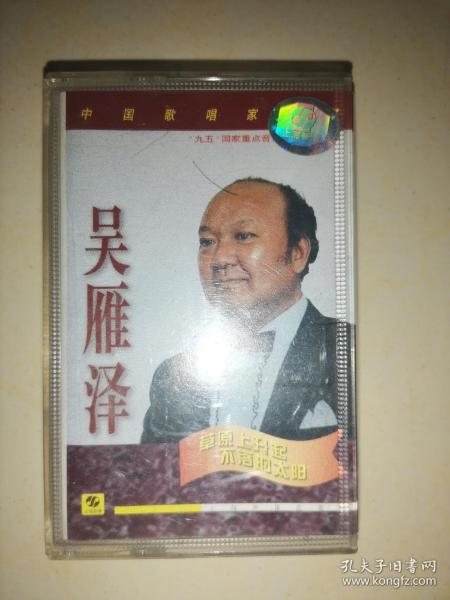 中国歌唱家
"九五"国家重点音
吴雁泽
草原上升起
不落的太阳
孔夫子旧书网
www.kongfz.com